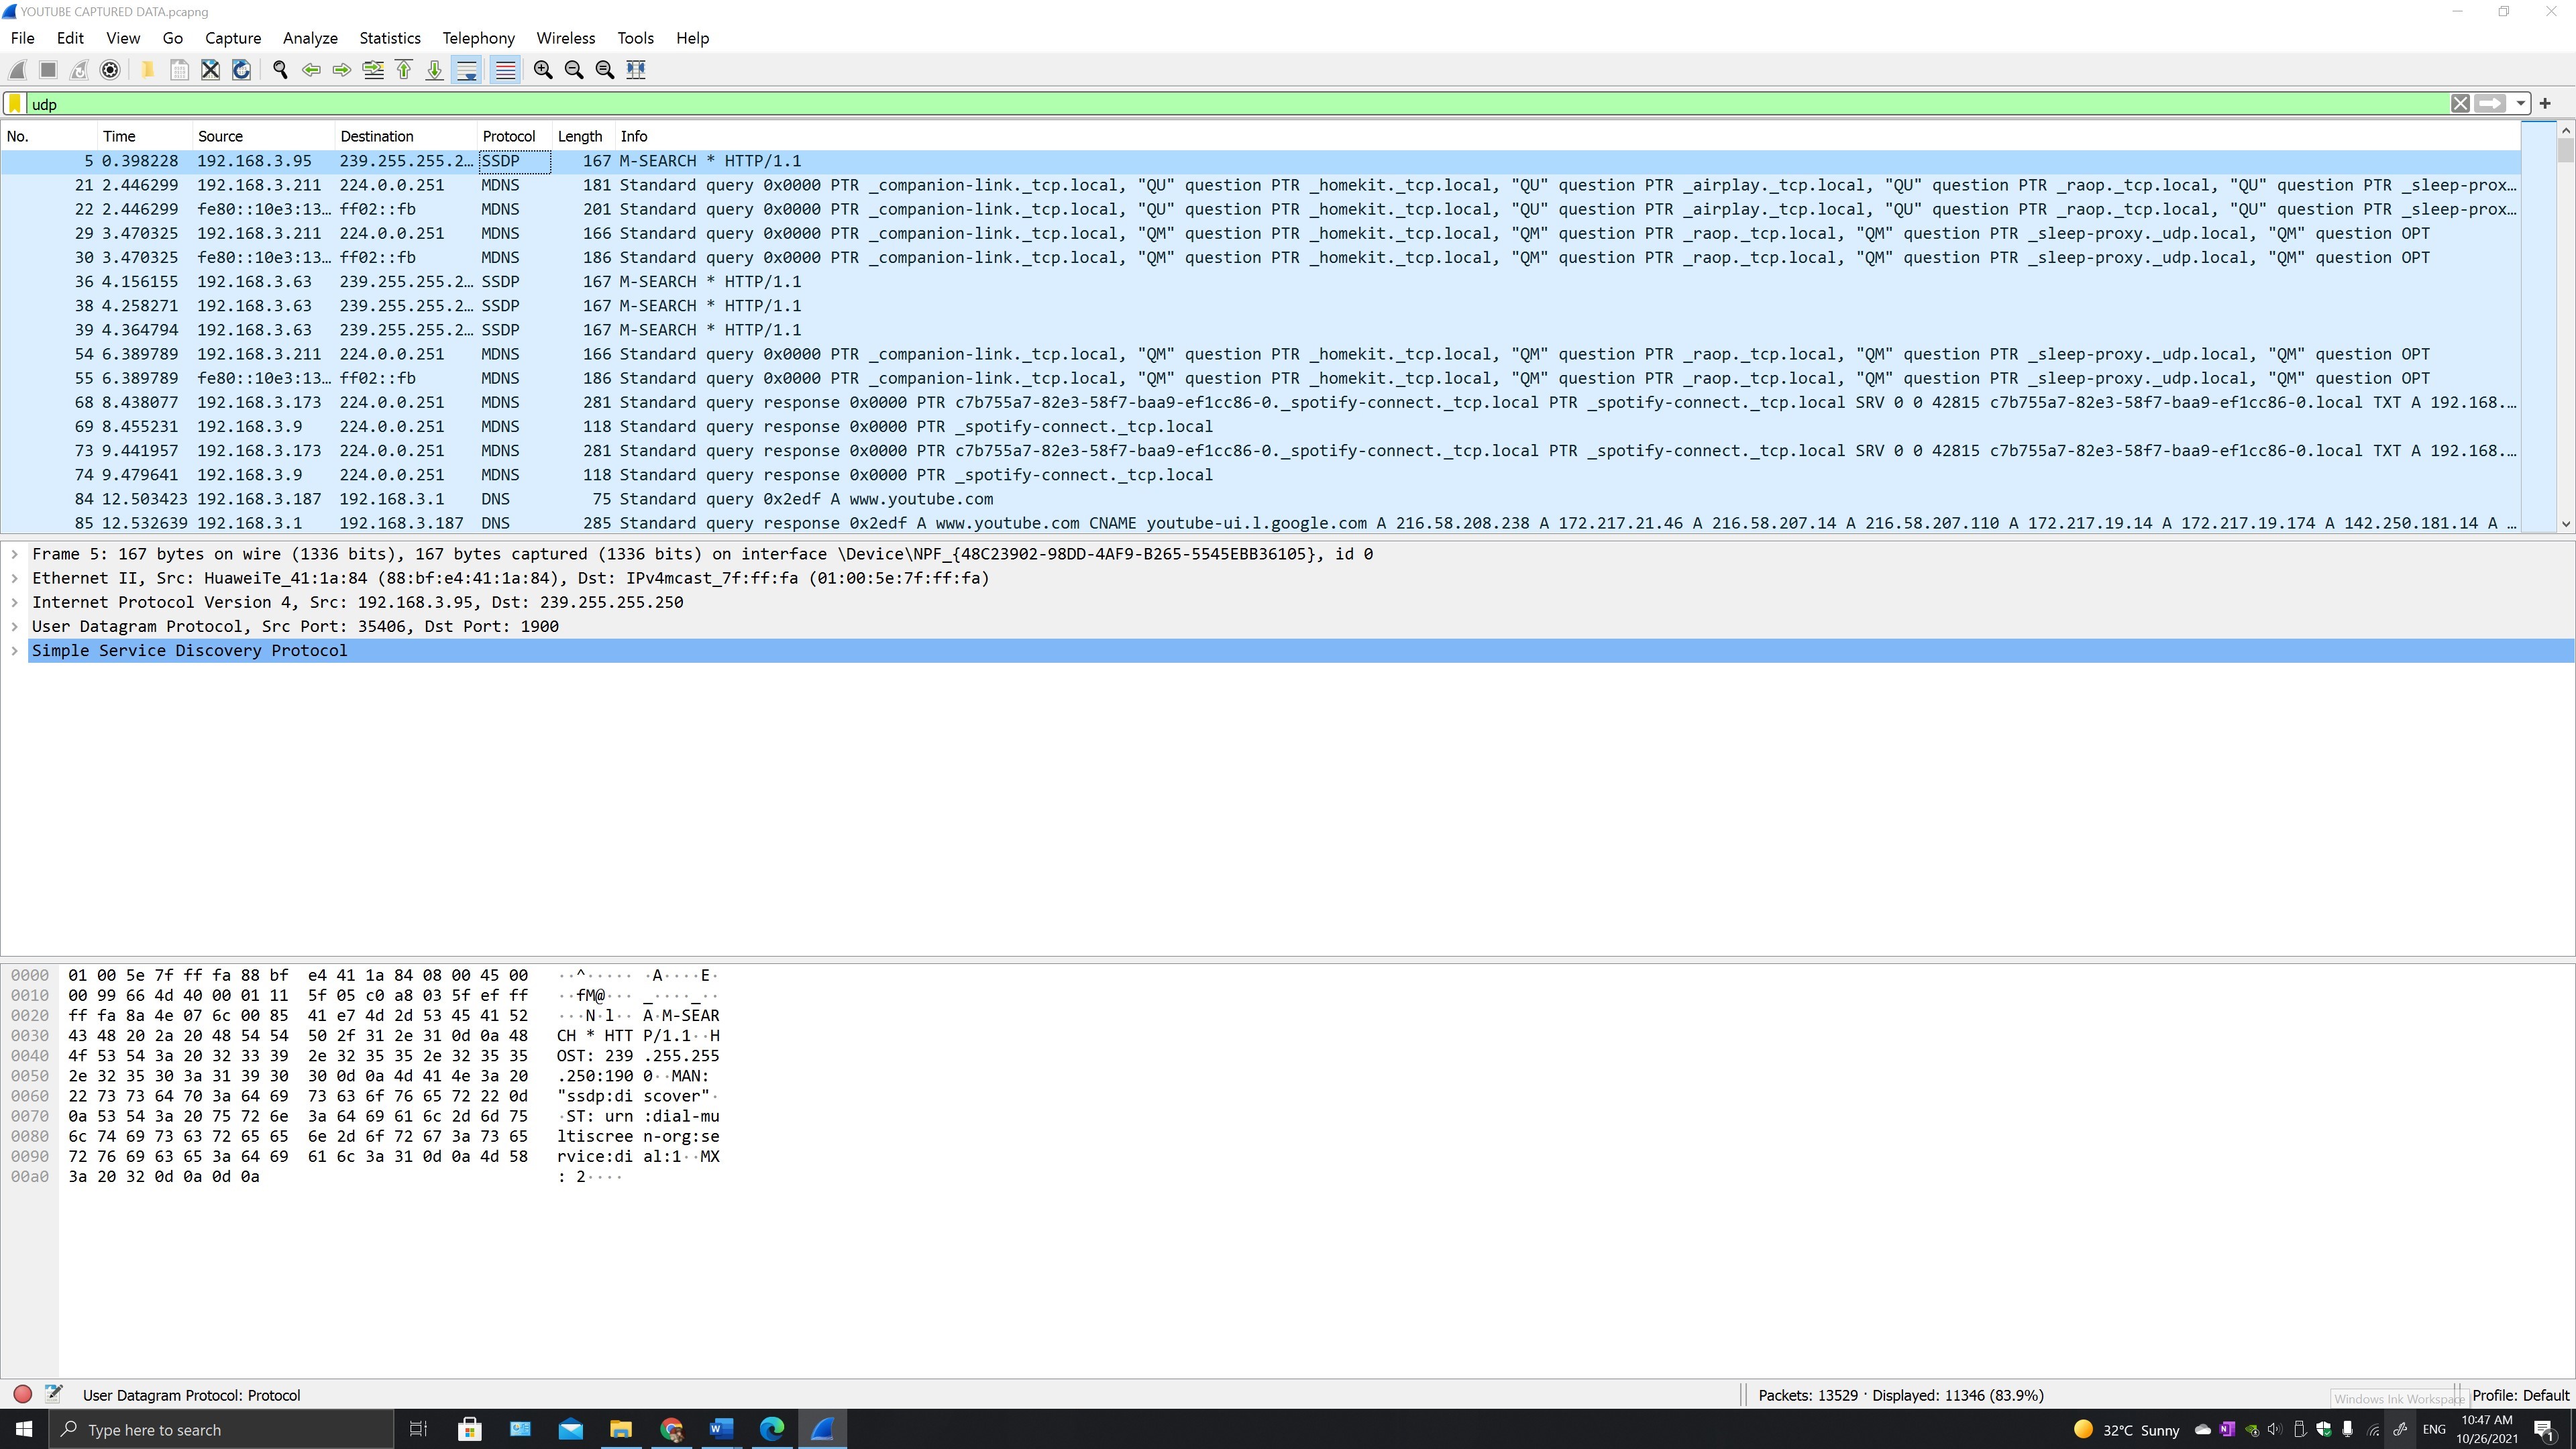 YOUTUBE CAPTURED DATA.pcapng
File Edit View Go Capture Analyze Statistics Telephony Wireless Tools Help
udp
No. Time Source Destination Protocol Length Info
5 0.398228 192.168.3.95 239.255.255.2… SSDP 167 M-SEARCH * HTTP/1.1
21 2.446299 192.168.3.211 224.0.0.251 MDNS 181 Standard query 0x0000 PTR _companion-link._tcp.local, "QU" question PTR _homekit._tcp.local, "QU" question PTR _airplay._tcp.local, "QU" question PTR _raop._tcp.local, "QU" question PTR _sleep-prox…
22 2.446299 fe80::10e3:13… ff02::fb MDNS 201 Standard query 0x0000 PTR _companion-link._tcp.local, "QU" question PTR _homekit._tcp.local, "QU" question PTR _airplay._tcp.local, "QU" question PTR _raop._tcp.local, "QU" question PTR _sleep-prox…
29 3.470325 192.168.3.211 224.0.0.251 MDNS 166 Standard query 0x0000 PTR _companion-link._tcp.local, "QM" question PTR _homekit._tcp.local, "QM" question PTR _raop._tcp.local, "QM" question PTR _sleep-proxy._udp.local, "QM" question OPT
30 3.470325 fe80::10e3:13… ff02::fb MDNS 186 Standard query 0x0000 PTR _companion-link._tcp.local, "QM" question PTR _homekit._tcp.local, "QM" question PTR _raop._tcp.local, "QM" question PTR _sleep-proxy._udp.local, "QM" question OPT
36 4.156155 192.168.3.63 239.255.255.2… SSDP 167 M-SEARCH * HTTP/1.1
38 4.258271 192.168.3.63 239.255.255.2… SSDP 167 M-SEARCH * HTTP/1.1
39 4.364794 192.168.3.63 239.255.255.2… SSDP 167 M-SEARCH * HTTP/1.1
54 6.389789 192.168.3.211 224.0.0.251 MDNS 166 Standard query 0x0000 PTR _companion-link._tcp.local, "QM" question PTR _homekit._tcp.local, "QM" question PTR _raop._tcp.local, "QM" question PTR _sleep-proxy._udp.local, "QM" question OPT
55 6.389789 fe80::10e3:13… ff02::fb MDNS 186 Standard query 0x0000 PTR _companion-link._tcp.local, "QM" question PTR _homekit._tcp.local, "QM" question PTR _raop._tcp.local, "QM" question PTR _sleep-proxy._udp.local, "QM" question OPT
68 8.438077 192.168.3.173 224.0.0.251 MDNS 281 Standard query response 0x0000 PTR c7b755a7-82e3-58f7-baa9-ef1cc86-0._spotify-connect._tcp.local PTR _spotify-connect._tcp.local SRV 0 0 42815 c7b755a7-82e3-58f7-baa9-ef1cc86-0.local TXT A 192.168.…
69 8.455231 192.168.3.9 224.0.0.251 MDNS 118 Standard query response 0x0000 PTR _spotify-connect._tcp.local
73 9.441957 192.168.3.173 224.0.0.251 MDNS 281 Standard query response 0x0000 PTR c7b755a7-82e3-58f7-baa9-ef1cc86-0._spotify-connect._tcp.local PTR _spotify-connect._tcp.local SRV 0 0 42815 c7b755a7-82e3-58f7-baa9-ef1cc86-0.local TXT A 192.168.…
74 9.479641 192.168.3.9 224.0.0.251 MDNS 118 Standard query response 0x0000 PTR _spotify-connect._tcp.local
84 12.503423 192.168.3.187 192.168.3.1 DNS 75 Standard query 0x2edf A www.youtube.com
85 12.532639 192.168.3.1 192.168.3.187 DNS 285 Standard query response 0x2edf A www.youtube.com CNAME youtube-ui.l.google.com A 216.58.208.238 A 172.217.21.46 A 216.58.207.14 A 216.58.207.110 A 172.217.19.14 A 172.217.19.174 A 142.250.181.14 A …
Frame 5: 167 bytes on wire (1336 bits), 167 bytes captured (1336 bits) on interface \Device\NPF_{48C23902-98DD-4AF9-B265-5545EBB36105}, id 0
Ethernet II, Src: HuaweiTe_41:1a:84 (88:bf:e4:41:1a:84), Dst: IPv4mcast_7f:ff:fa (01:00:5e:7f:ff:fa)
Internet Protocol Version 4, Src: 192.168.3.95, Dst: 239.255.255.250
User Datagram Protocol, Src Port: 35406, Dst Port: 1900
Simple Service Discovery Protocol
0000 01 00 5e 7f ff fa 88 bf e4 41 1a 84 08 00 45 00 ··^····· ·A····E·
0010 00 99 66 4d 40 00 01 11 5f 05 c0 a8 03 5f ef ff ··fM@··· _····_··
0020 ff fa 8a 4e 07 6c 00 85 41 e7 4d 2d 53 45 41 52 ···N·l·· A·M-SEAR
0030 43 48 20 2a 20 48 54 54 50 2f 31 2e 31 0d 0a 48 CH * HTT P/1.1··H
0040 4f 53 54 3a 20 32 33 39 2e 32 35 35 2e 32 35 35 OST: 239 .255.255
0050 2e 32 35 30 3a 31 39 30 30 0d 0a 4d 41 4e 3a 20 .250:190 0··MAN:
0060 22 73 73 64 70 3a 64 69 73 63 6f 76 65 72 22 0d "ssdp:di scover"·
0070 0a 53 54 3a 20 75 72 6e 3a 64 69 61 6c 2d 6d 75 ·ST: urn :dial-mu
0080 6c 74 69 73 63 72 65 65 6e 2d 6f 72 67 3a 73 65 ltiscree n-org:se
0090 72 76 69 63 65 3a 64 69 61 6c 3a 31 0d 0a 4d 58 rvice:di al:1··MX
00a0 3a 20 32 0d 0a 0d 0a : 2····
User Datagram Protocol: Protocol Packets: 13529 · Displayed: 11346 (83.9%) Windows Ink Workspace Profile: Default
Type here to search 32°C Sunny ENG 10:47 AM
10/26/2021 1